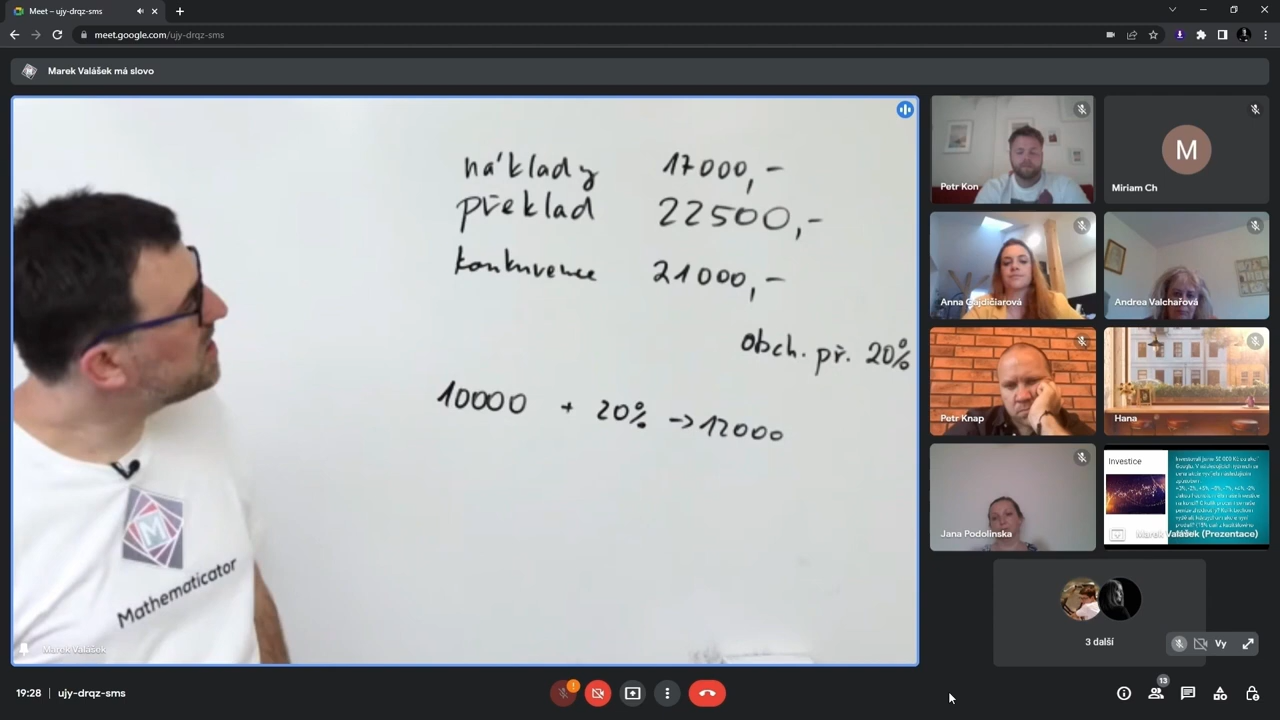 Meet – ujy-drqz-sms
meet.google.com/ujy-drqz-sms
Marek Valášek má slovo
náklady 17000,-
překlad 22500,-
konkurence 21000,-
obch. př. 20%
10000 + 20% → 12000
M
Mathematicator
Marek Valášek
Petr Kon
M
Miriam Ch
Anna Gajdičiarová
Andrea Valchařová
Petr Knap
Hana
Jana Podolinska
Investice
Marek Valášek (Prezentace)
3 další
Vy
19:28 | ujy-drqz-sms
13